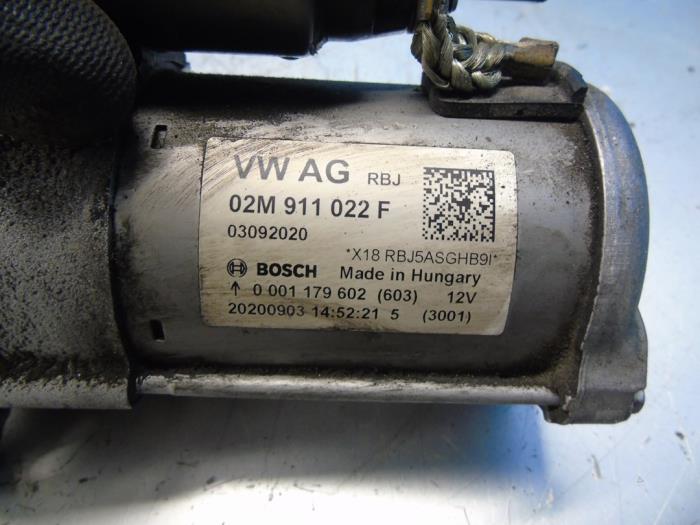 VW AG RBJ
02M 911 022 F
03092020
*X18 RBJ5ASGHB9I*
BOSCH Made in Hungary
↑ 0 001 179 602 (603) 12V
20200903 14:52:21 5 (3001)